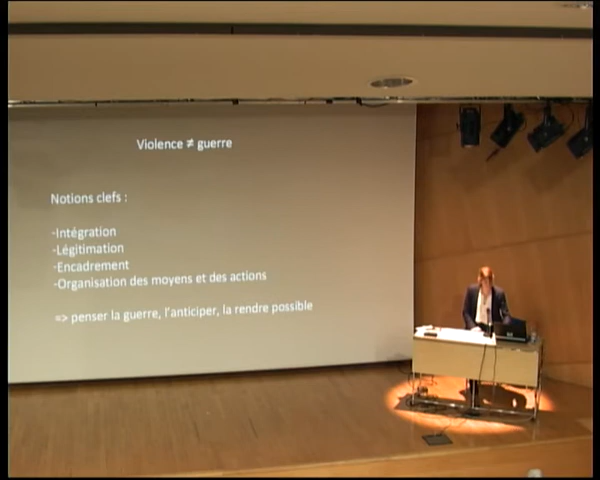 Violence ≠ guerre
Notions clefs :
-Intégration
-Légitimation
-Encadrement
-Organisation des moyens et des actions
=> penser la guerre, l'anticiper, la rendre possible